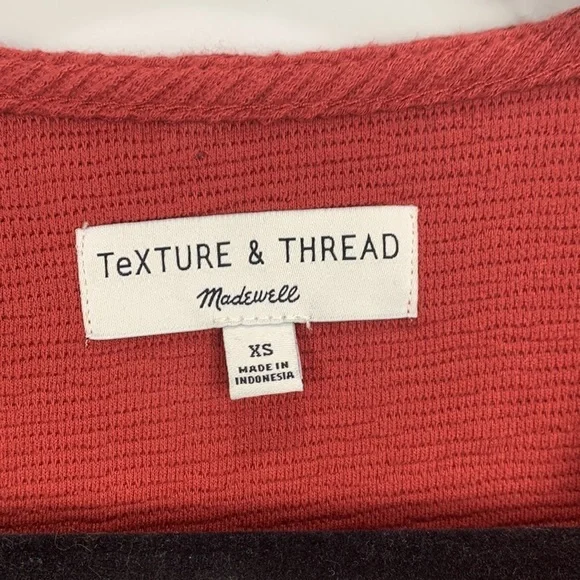 TeXTURE & THREAD
Madewell
XS
MADE IN
INDONESIA